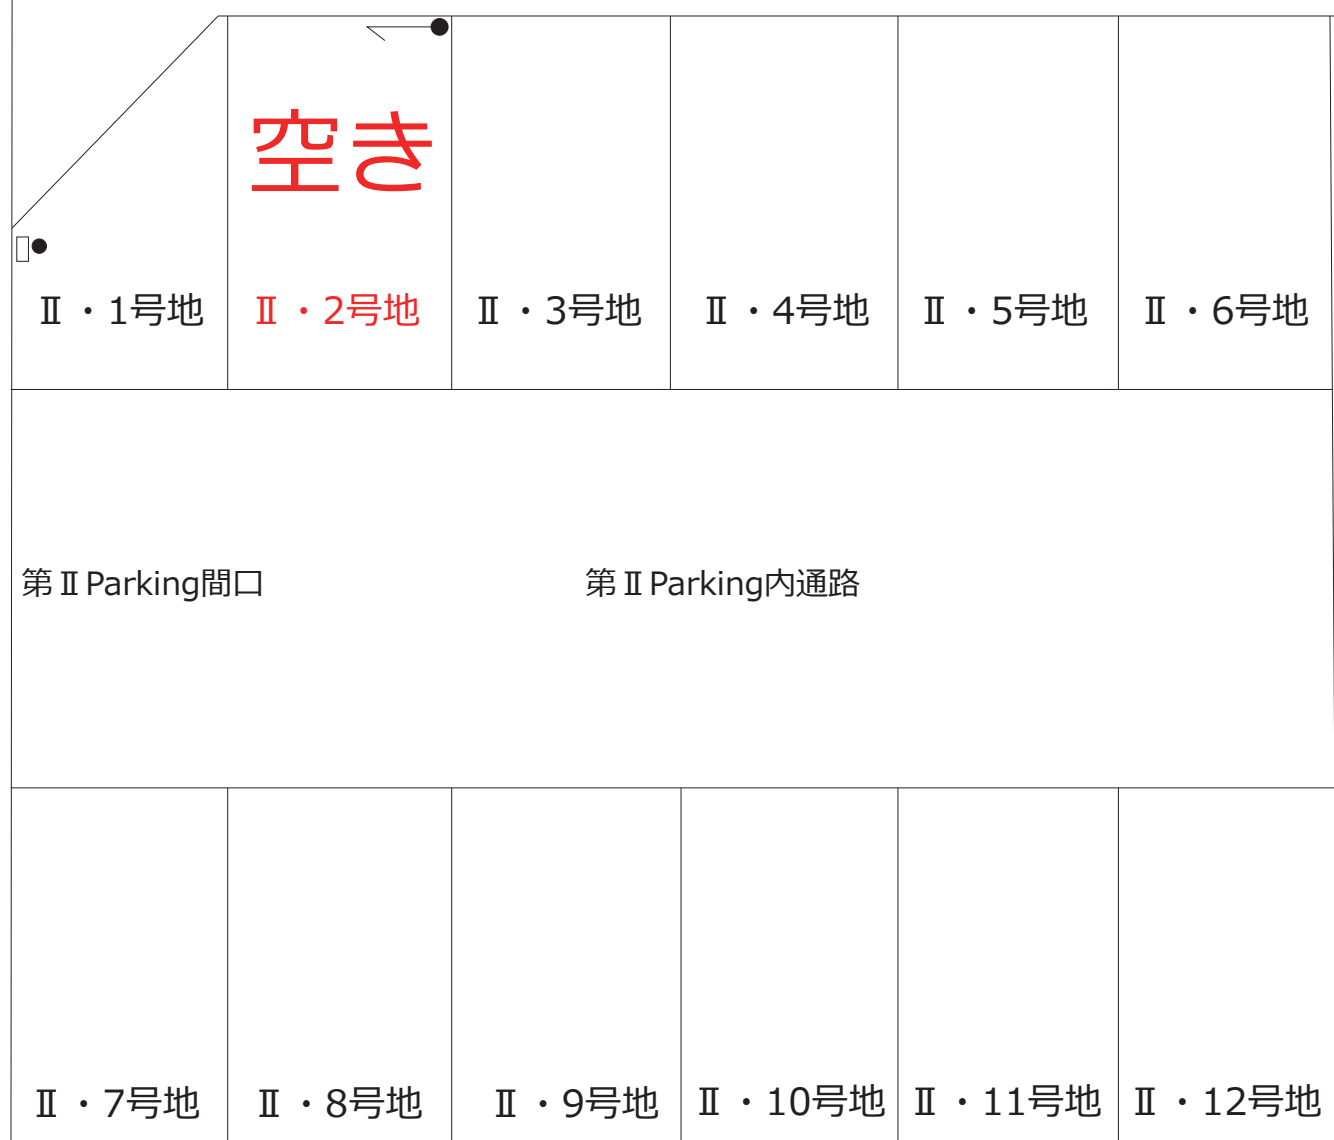 空き
Ⅱ・1号地
Ⅱ・2号地
Ⅱ・3号地
Ⅱ・4号地
Ⅱ・5号地
Ⅱ・6号地
第ⅡParking間口
第ⅡParking内通路
Ⅱ・7号地
Ⅱ・8号地
Ⅱ・9号地
Ⅱ・10号地
Ⅱ・11号地
Ⅱ・12号地